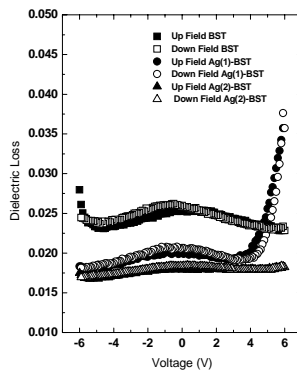 0.050
0.045
0.040
0.035
0.030
0.025
0.020
0.015
0.010
Dielectric Loss
Up Field BST
Down Field BST
Up Field Ag(1)-BST
Down Field Ag(1)-BST
Up Field Ag(2)-BST
Down Field Ag(2)-BST
-6 -4 -2 0 2 4 6
Voltage (V)